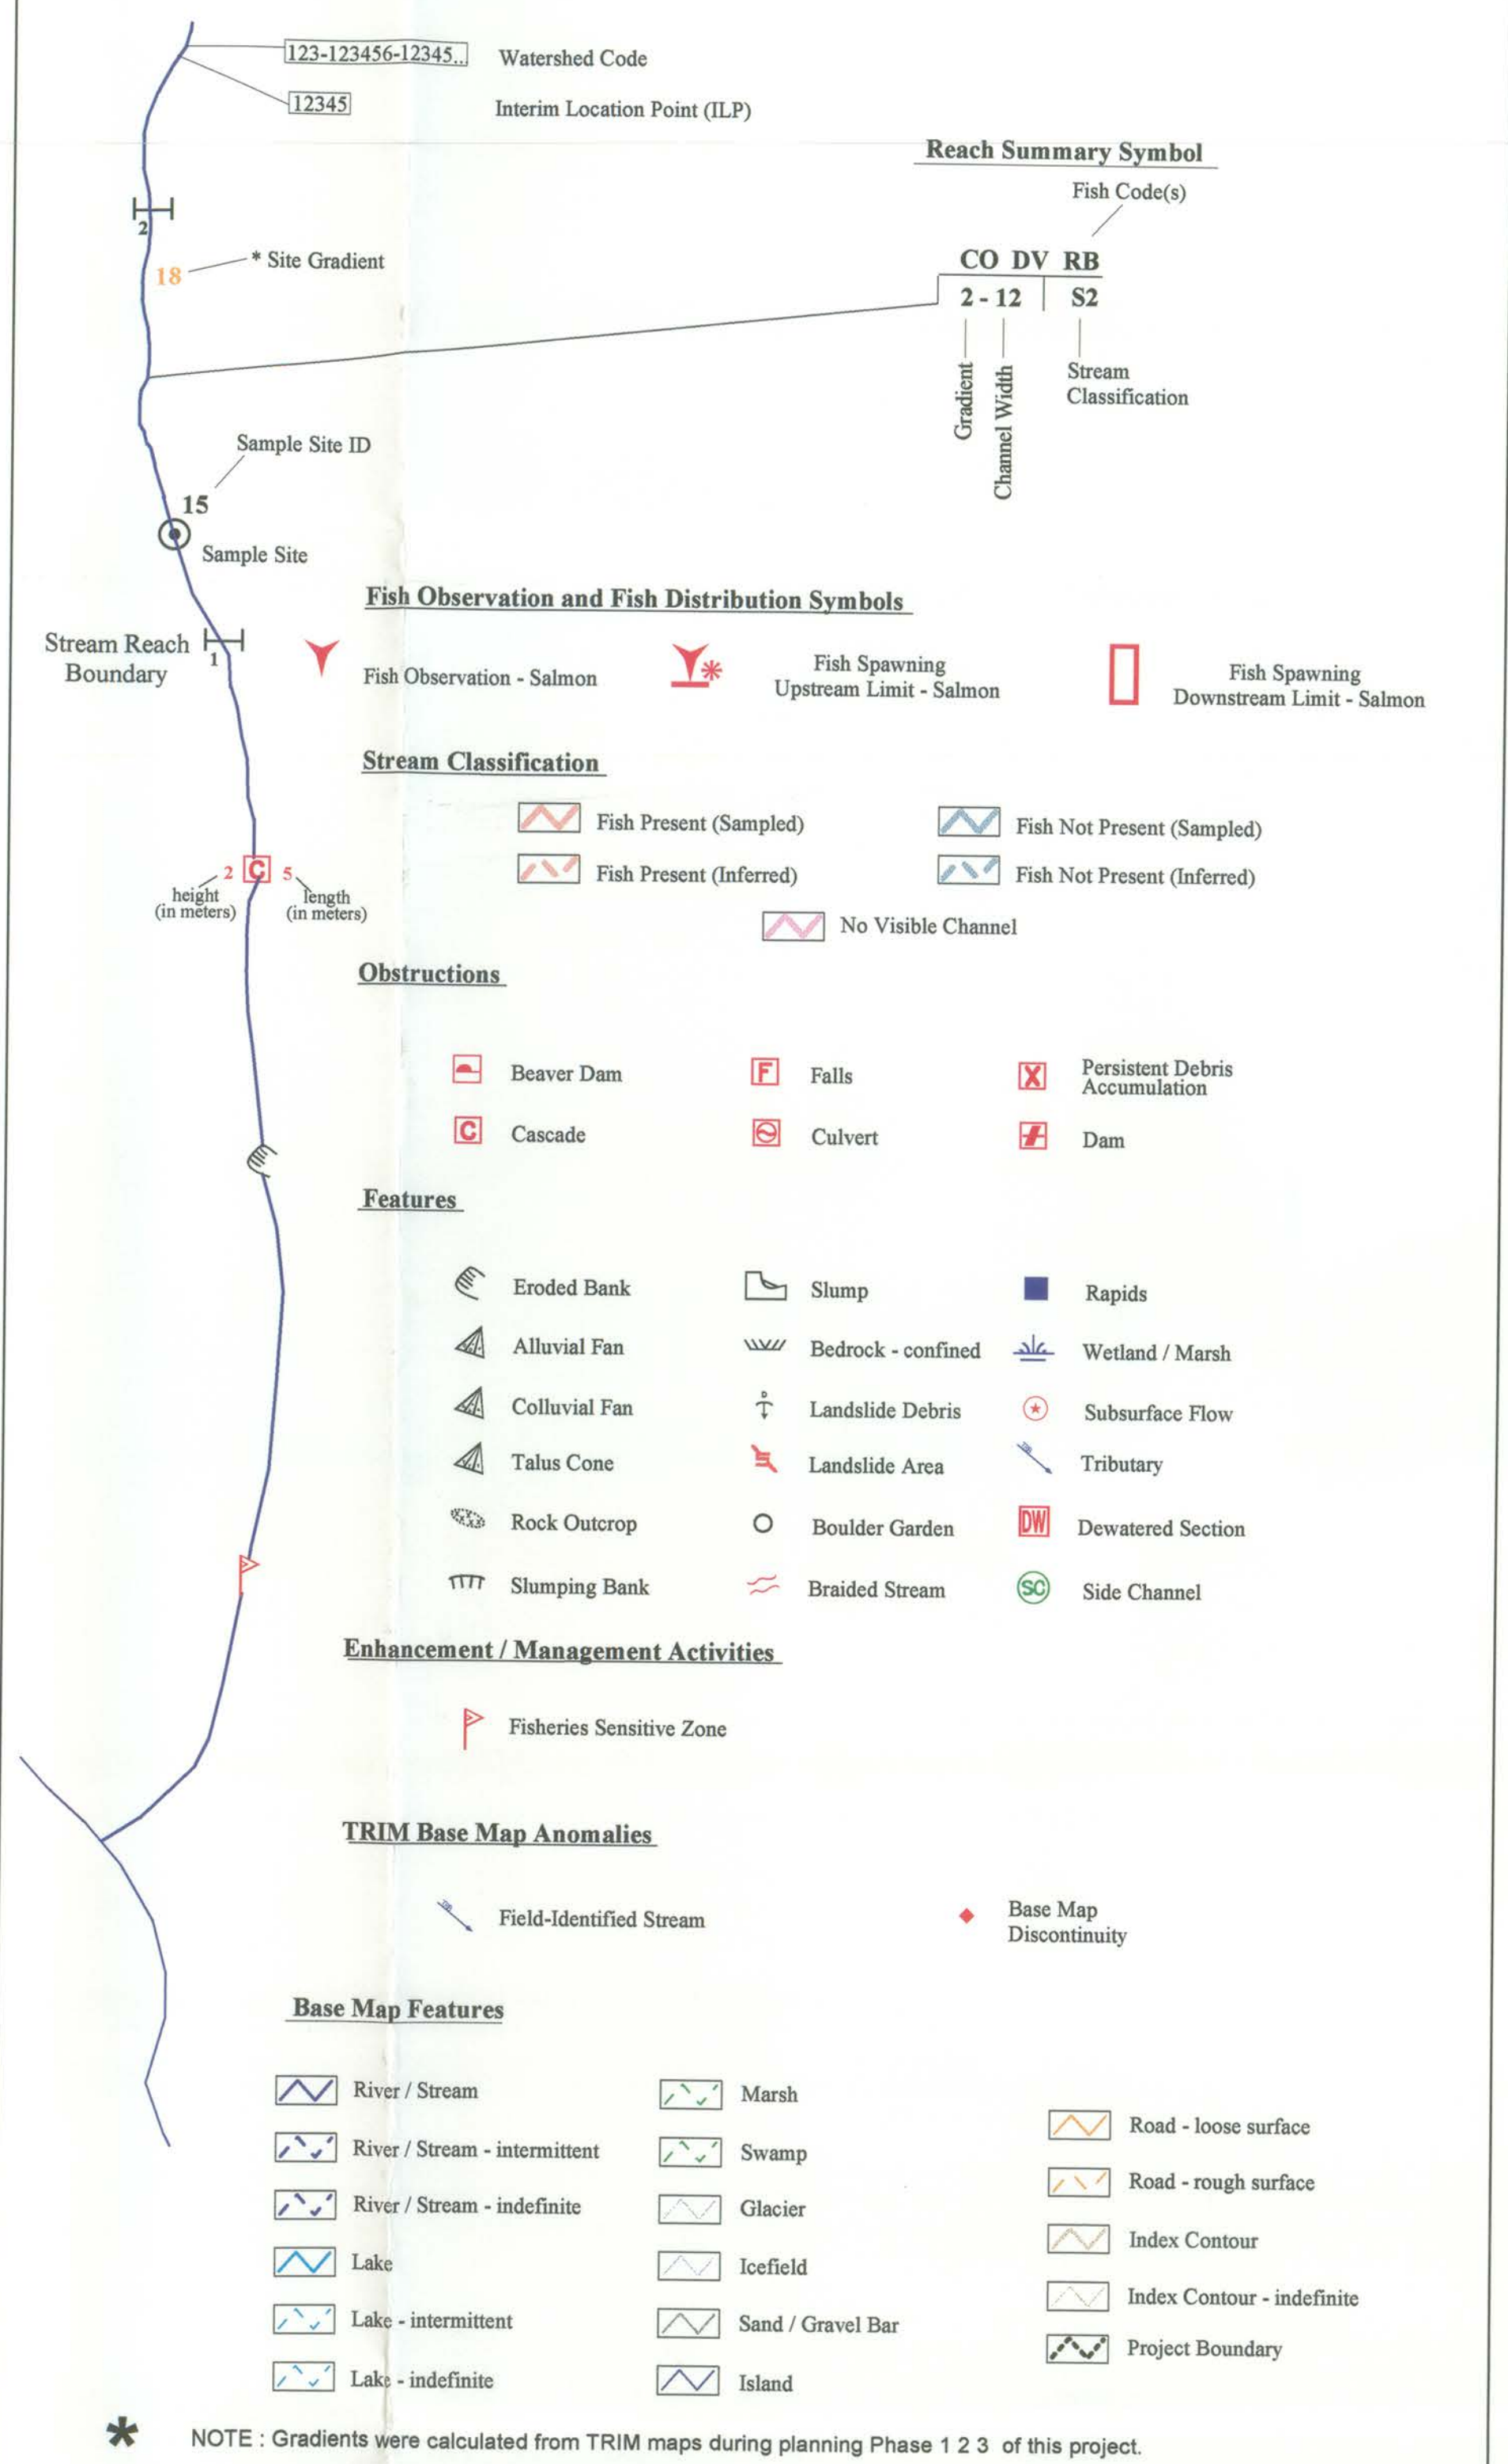 123-123456-12345..
Watershed Code
12345
Interim Location Point (ILP)
Reach Summary Symbol
Fish Code(s)
2
18
* Site Gradient
CO DV RB
2 - 12
S2
Gradient
Channel Width
Stream
Classification
Sample Site ID
15
Sample Site
Fish Observation and Fish Distribution Symbols
Stream Reach
Boundary
1
Fish Observation - Salmon
Fish Spawning
Upstream Limit - Salmon
Fish Spawning
Downstream Limit - Salmon
Stream Classification
Fish Present (Sampled)
Fish Not Present (Sampled)
Fish Present (Inferred)
Fish Not Present (Inferred)
No Visible Channel
2
C
5
height
(in meters)
length
(in meters)
Obstructions
Beaver Dam
F
Falls
X
Persistent Debris
Accumulation
C
Cascade
Culvert
Dam
Features
Eroded Bank
Slump
Rapids
Alluvial Fan
Bedrock - confined
Wetland / Marsh
Colluvial Fan
D
Landslide Debris
Subsurface Flow
Talus Cone
Landslide Area
Tributary
Rock Outcrop
Boulder Garden
DW
Dewatered Section
Slumping Bank
Braided Stream
SC
Side Channel
Enhancement / Management Activities
Fisheries Sensitive Zone
TRIM Base Map Anomalies
Field-Identified Stream
Base Map
Discontinuity
Base Map Features
River / Stream
Marsh
Road - loose surface
River / Stream - intermittent
Swamp
Road - rough surface
River / Stream - indefinite
Glacier
Index Contour
Lake
Icefield
Index Contour - indefinite
Lake - intermittent
Sand / Gravel Bar
Project Boundary
Lake - indefinite
Island
* NOTE : Gradients were calculated from TRIM maps during planning Phase 1 2 3 of this project.